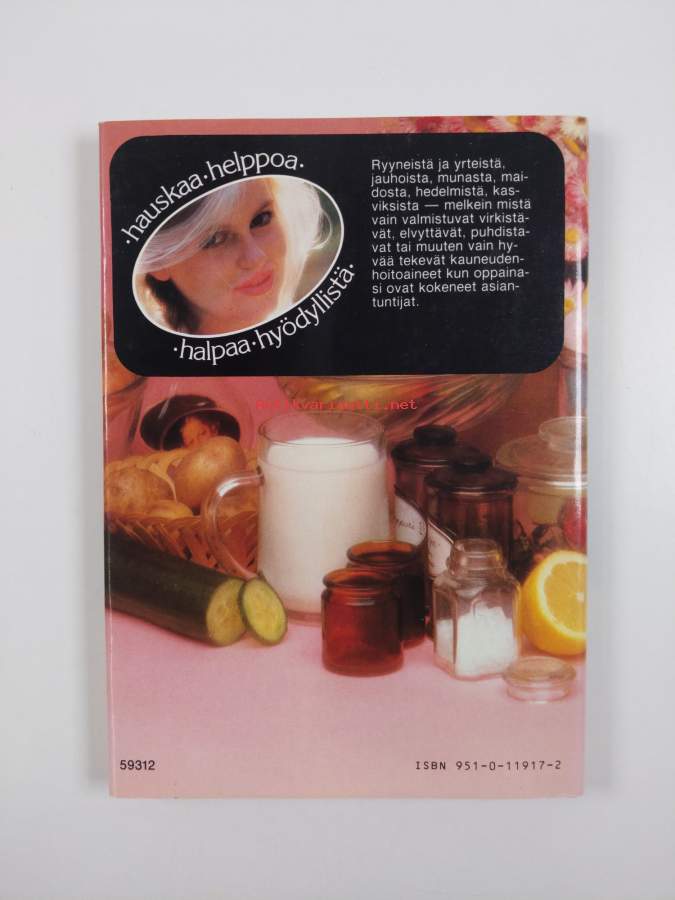 ·hauskaa·helppoa·
·halpaa·hyödyllistä·
Ryyneistä ja yrteistä,
jauhoista, munasta, mai-
dosta, hedelmistä, kas-
viksista — melkein mistä
vain valmistuvat virkistä-
vät, elvyttävät, puhdista-
vat tai muuten vain hy-
vää tekevät kauneuden-
hoitoaineet kun oppaina-
si ovat kokeneet asian-
tuntijat.
59312
ISBN 951-0-11917-2